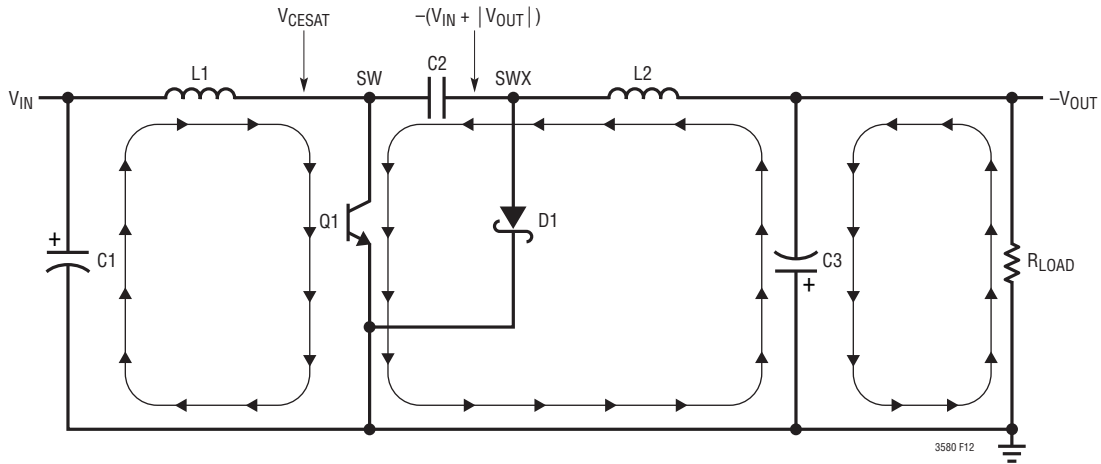 VCESAT
–(VIN + |VOUT|)
L1
SW
C2
SWX
L2
VIN
–VOUT
Q1
D1
+
C1
C3
+
RLOAD
3580 F12